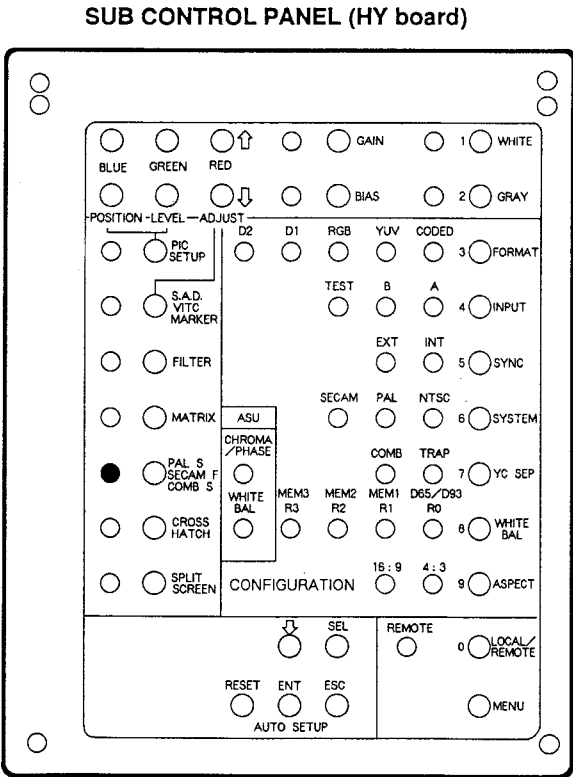 SUB CONTROL PANEL (HY board)
GAIN 1 WHITE
BLUE GREEN RED
BIAS 2 GRAY
POSITION LEVEL ADJUST
D2 D1 RGB YUV CODED
PIC SETUP 3 FORMAT
TEST B A
S.A.D. VITC MARKER 4 INPUT
EXT INT
FILTER 5 SYNC
SECAM PAL NTSC
MATRIX ASU 6 SYSTEM
CHROMA /PHASE COMB TRAP
PAL S SECAM F COMB S 7 YC SEP
WHITE BAL MEM3 R3 MEM2 R2 MEM1 R1 D65/D93 R0
CROSS HATCH 8 WHITE BAL
16:9 4:3
SPLIT SCREEN CONFIGURATION 9 ASPECT
SEL REMOTE
0 LOCAL/ REMOTE
RESET ENT ESC
MENU
AUTO SETUP